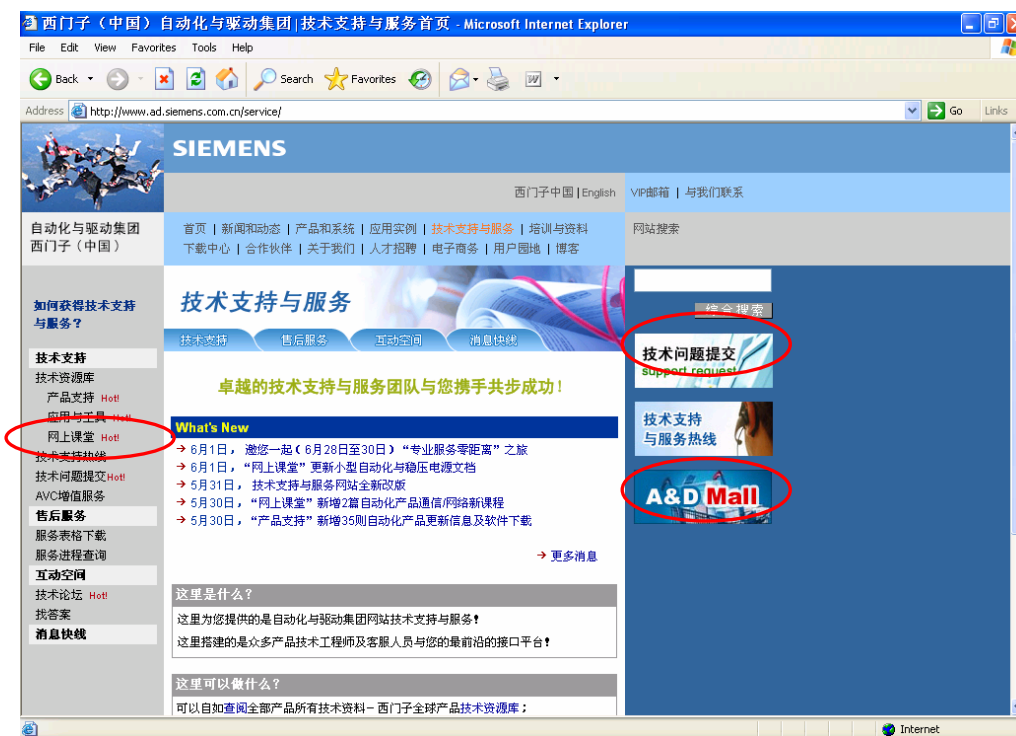 西门子（中国）自动化与驱动集团|技术支持与服务首页 - Microsoft Internet Explorer
File Edit View Favorites Tools Help
Back Search Favorites
Address http://www.ad.siemens.com.cn/service/ Go Links
SIEMENS
西门子中国 | English VIP邮箱 | 与我们联系
自动化与驱动集团
西门子（中国）
首页 | 新闻和动态 | 产品和系统 | 应用实例 | 技术支持与服务 | 培训与资料
下载中心 | 合作伙伴 | 关于我们 | 人才招聘 | 电子商务 | 用户园地 | 博客
网站搜索
综合搜索
如何获得技术支持
与服务？
技术支持
技术资源库
产品支持 Hot!
应用与工具 Hot!
网上课堂 Hot!
技术支持热线
技术问题提交Hot!
AVC增值服务
售后服务
服务表格下载
服务进程查询
互动空间
技术论坛 Hot!
找答案
消息快线
技术支持与服务
技术支持 售后服务 互动空间 消息快线
卓越的技术支持与服务团队与您携手共步成功！
What's New
6月1日，邀您一起（6月28日至30日）“专业服务零距离”之旅
6月1日，“网上课堂”更新小型自动化与稳压电源文档
5月31日，技术支持与服务网站全新改版
5月30日，“网上课堂”新增2篇自动化产品通信/网络新课程
5月30日，“产品支持”新增35则自动化产品更新信息及软件下载
更多消息
这里是什么？
这里为您提供的是自动化与驱动集团网站技术支持与服务！
这里搭建的是众多产品技术工程师及客服人员与您的最前沿的接口平台！
这里可以做什么？
可以自如查阅全部产品所有技术资料－西门子全球产品技术资源库；
技术问题提交
support request
技术支持
与服务热线
A&D Mall
Internet